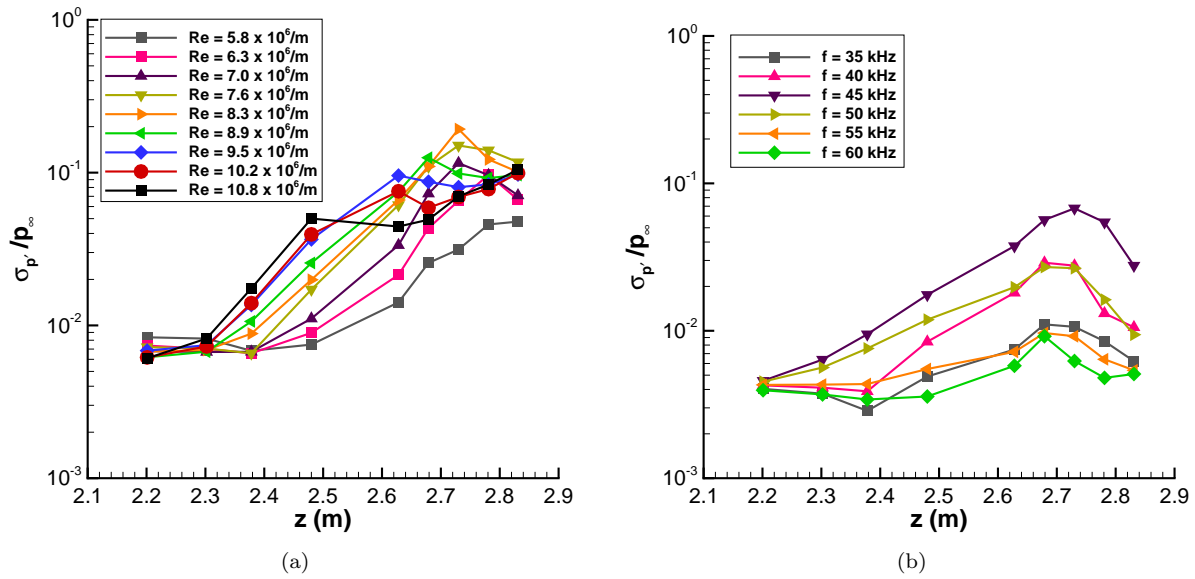 10⁰
10⁻¹
10⁻²
10⁻³
σp′/p∞
Re = 5.8 x 10⁶/m
Re = 6.3 x 10⁶/m
Re = 7.0 x 10⁶/m
Re = 7.6 x 10⁶/m
Re = 8.3 x 10⁶/m
Re = 8.9 x 10⁶/m
Re = 9.5 x 10⁶/m
Re = 10.2 x 10⁶/m
Re = 10.8 x 10⁶/m
2.1 2.2 2.3 2.4 2.5 2.6 2.7 2.8 2.9
z (m)
(a)
10⁰
10⁻¹
10⁻²
10⁻³
σp′/p∞
f = 35 kHz
f = 40 kHz
f = 45 kHz
f = 50 kHz
f = 55 kHz
f = 60 kHz
2.1 2.2 2.3 2.4 2.5 2.6 2.7 2.8 2.9
z (m)
(b)